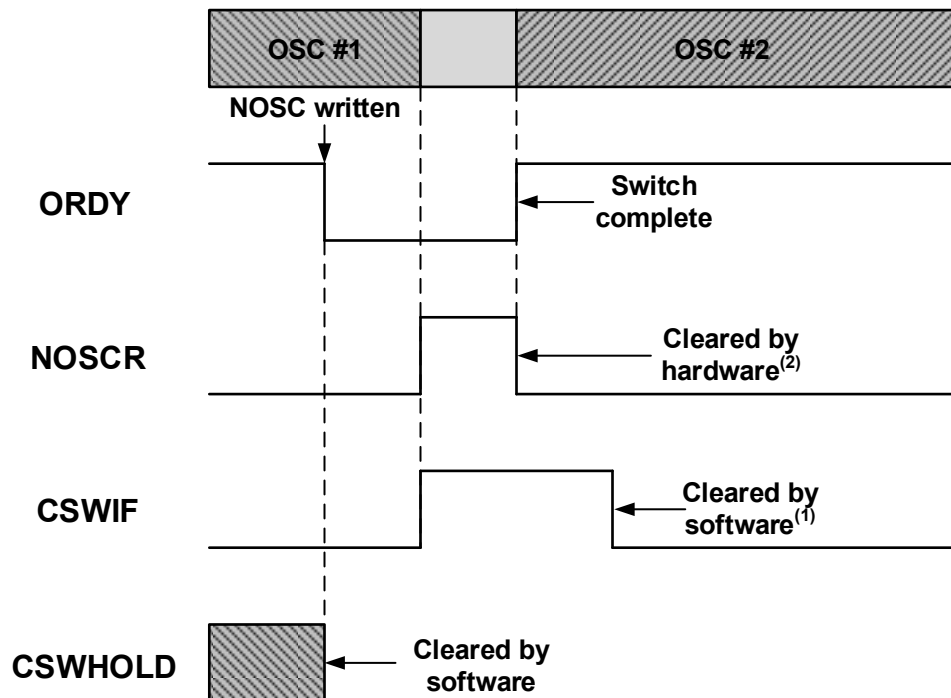 OSC #1
OSC #2
NOSC written
ORDY
Switch
complete
NOSCR
Cleared by
hardware(2)
CSWIF
Cleared by
software(1)
CSWHOLD
Cleared by
software